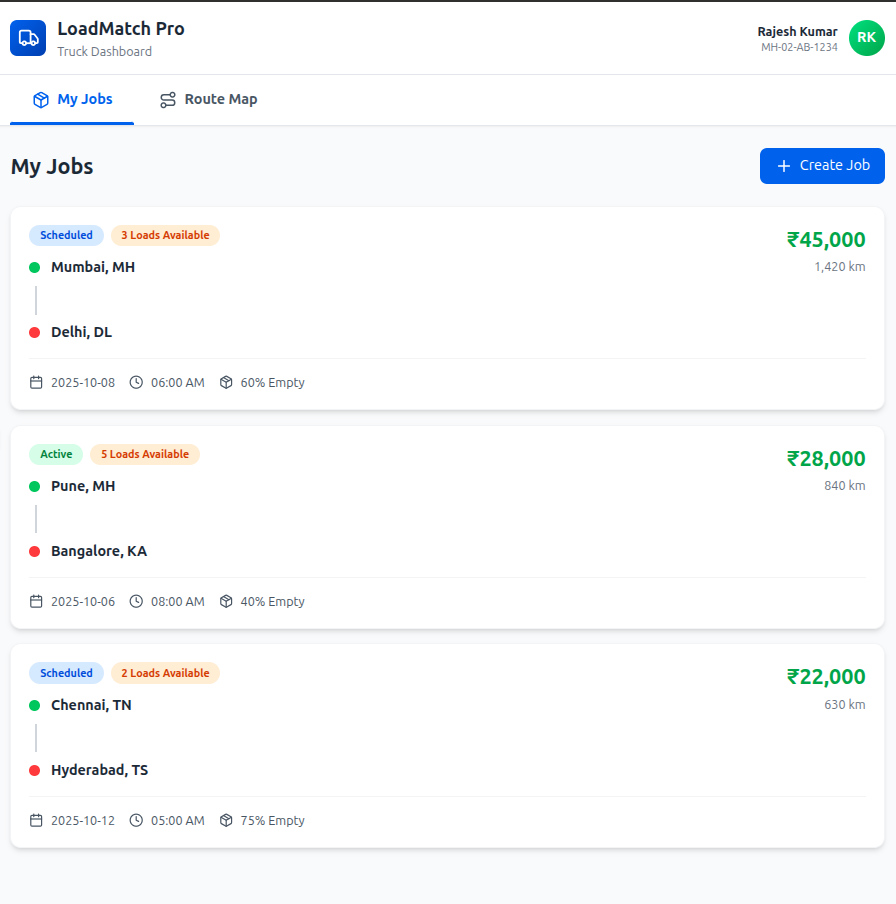 LoadMatch Pro
Truck Dashboard
Rajesh Kumar
MH-02-AB-1234
RK
My Jobs
Route Map
My Jobs
+ Create Job
Scheduled
3 Loads Available
₹45,000
Mumbai, MH
1,420 km
Delhi, DL
2025-10-08
06:00 AM
60% Empty
Active
5 Loads Available
₹28,000
Pune, MH
840 km
Bangalore, KA
2025-10-06
08:00 AM
40% Empty
Scheduled
2 Loads Available
₹22,000
Chennai, TN
630 km
Hyderabad, TS
2025-10-12
05:00 AM
75% Empty